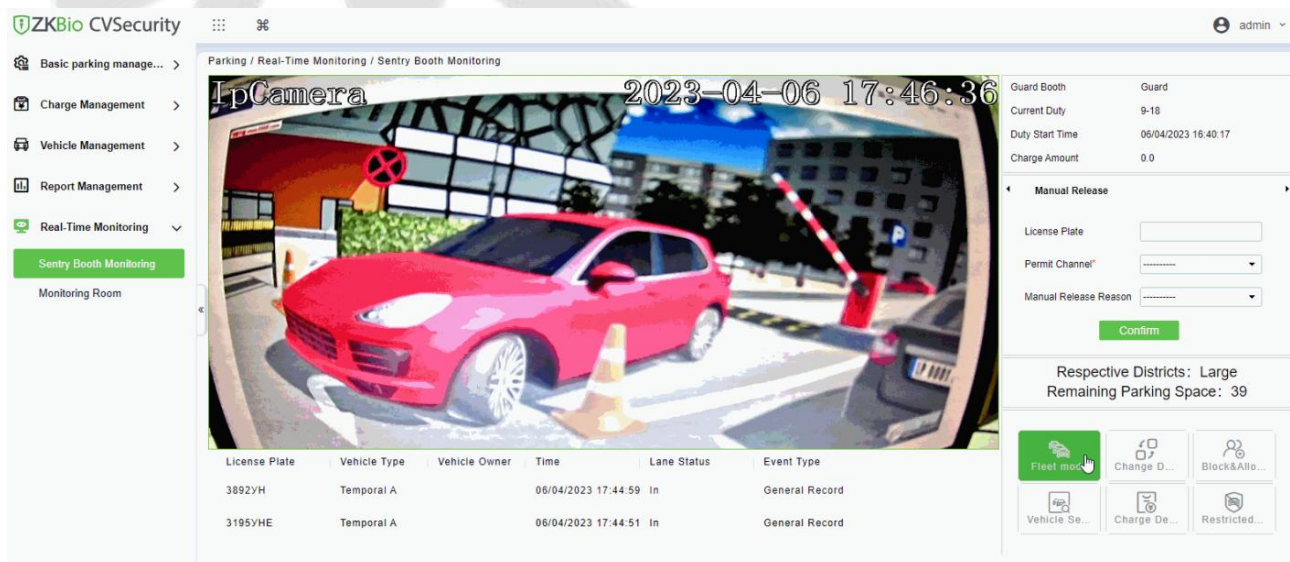 ZKBio CVSecurity
admin
Basic parking manage...
Charge Management
Vehicle Management
Report Management
Real-Time Monitoring
Sentry Booth Monitoring
Monitoring Room
Parking / Real-Time Monitoring / Sentry Booth Monitoring
IpCamera 2023-04-06 17:46:36
P
License Plate Vehicle Type Vehicle Owner Time Lane Status Event Type
3892УН Temporal A 06/04/2023 17:44:59 In General Record
3195УНЕ Temporal A 06/04/2023 17:44:51 In General Record
Guard Booth Guard
Current Duty 9-18
Duty Start Time 06/04/2023 16:40:17
Charge Amount 0.0
Manual Release
License Plate
Permit Channel* ----------
Manual Release Reason ----------
Confirm
Respective Districts: Large
Remaining Parking Space: 39
Fleet mod Change D... Block&Allo...
Vehicle Se... Charge De... Restricted...